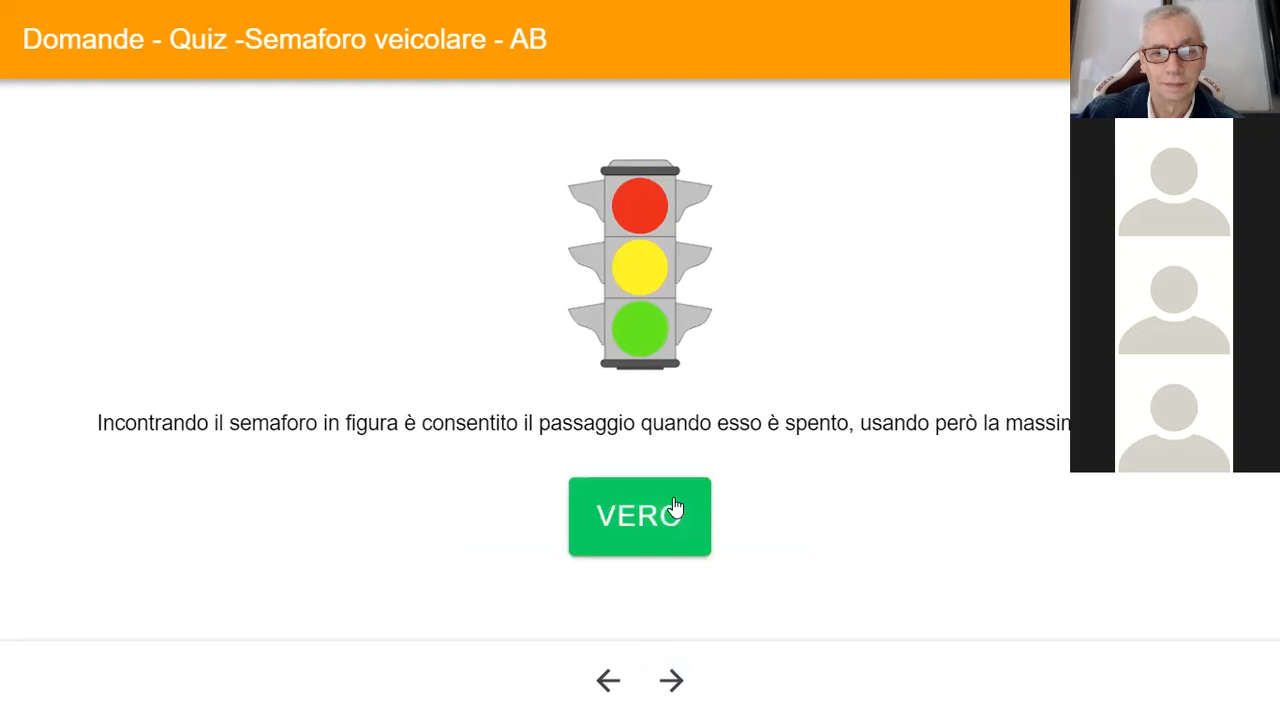 Domande - Quiz -Semaforo veicolare - AB
Incontrando il semaforo in figura è consentito il passaggio quando esso è spento, usando però la
VERO